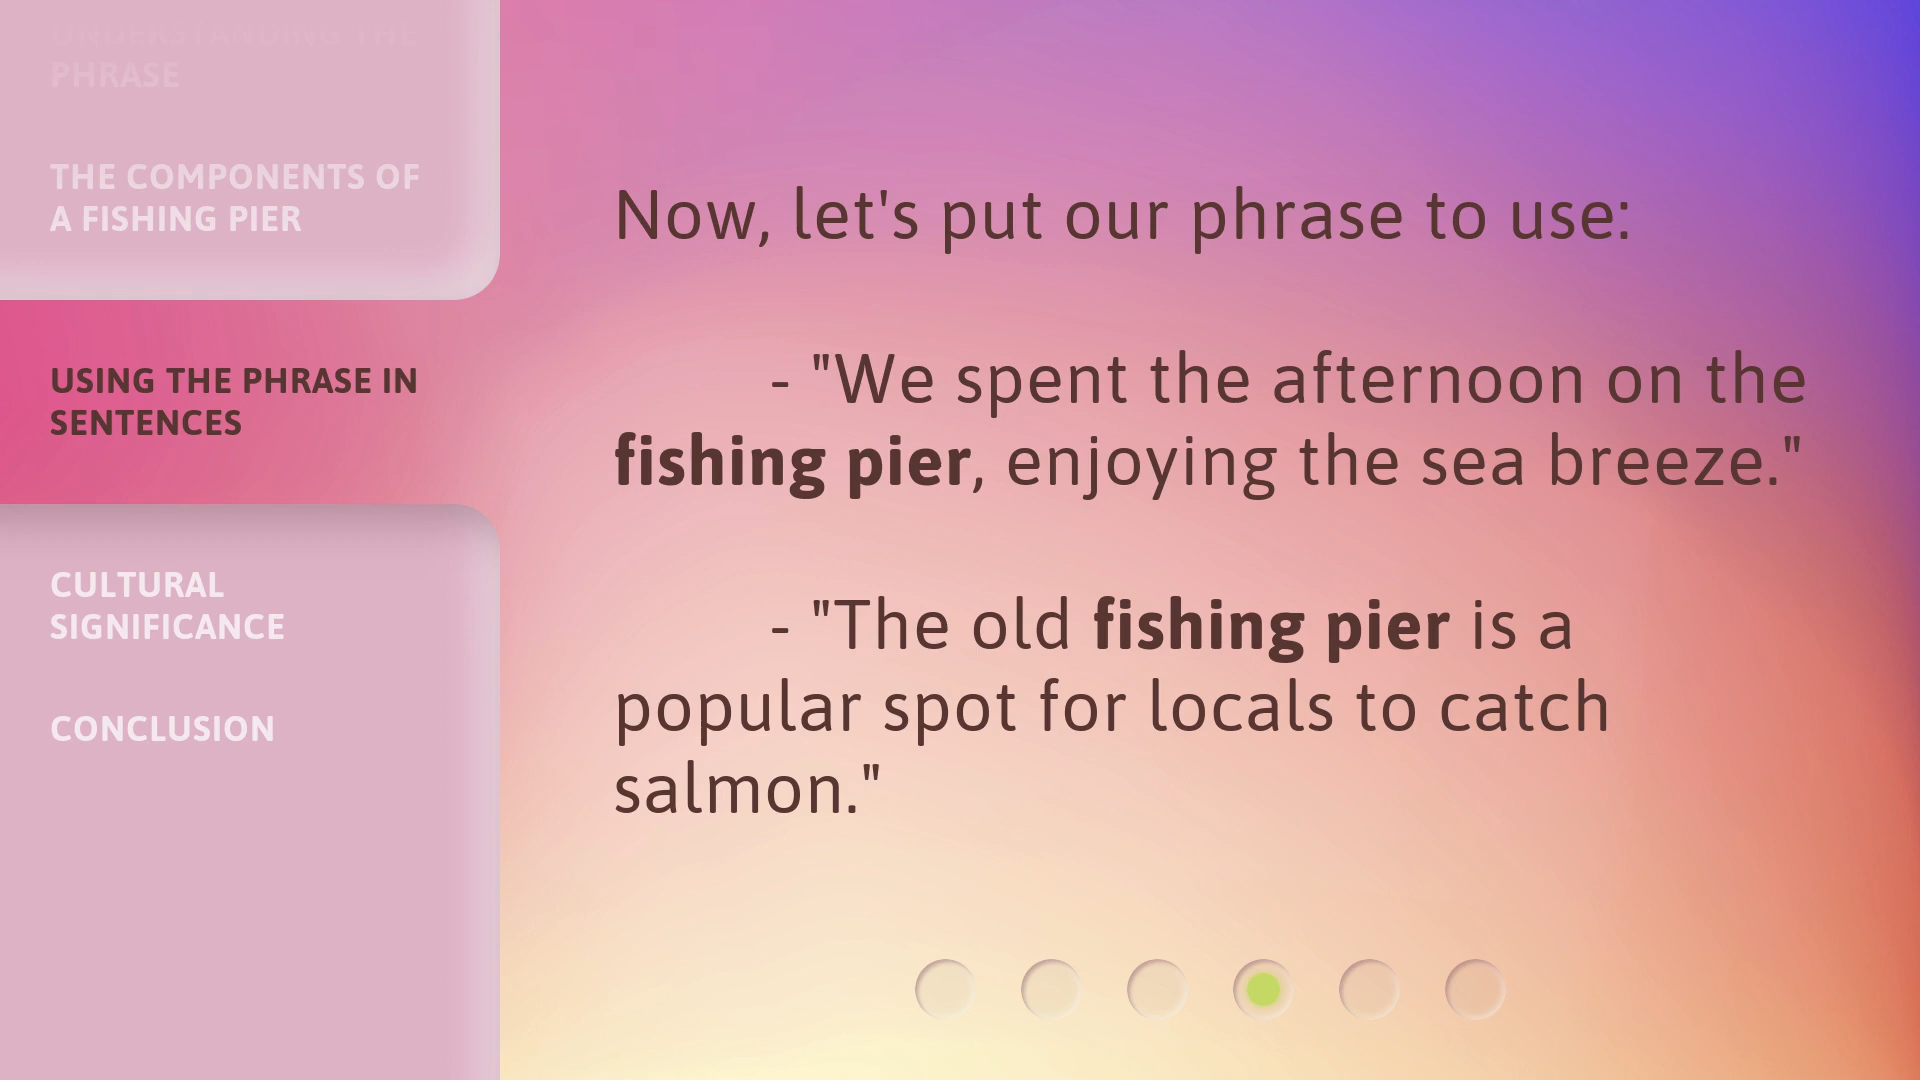 UNDERSTANDING THE
PHRASE
THE COMPONENTS OF
A FISHING PIER
USING THE PHRASE IN
SENTENCES
CULTURAL
SIGNIFICANCE
CONCLUSION
Now, let's put our phrase to use:
- "We spent the afternoon on the
fishing pier, enjoying the sea breeze."
- "The old fishing pier is a
popular spot for locals to catch
salmon."